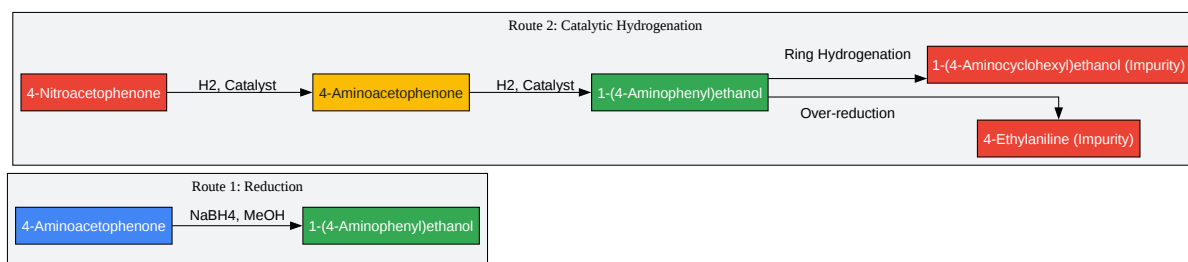 Route 2: Catalytic Hydrogenation
4-Nitroacetophenone
H2, Catalyst
4-Aminoacetophenone
H2, Catalyst
1-(4-Aminophenyl)ethanol
Ring Hydrogenation
1-(4-Aminocyclohexyl)ethanol (Impurity)
Over-reduction
4-Ethylaniline (Impurity)
Route 1: Reduction
4-Aminoacetophenone
NaBH4, MeOH
1-(4-Aminophenyl)ethanol